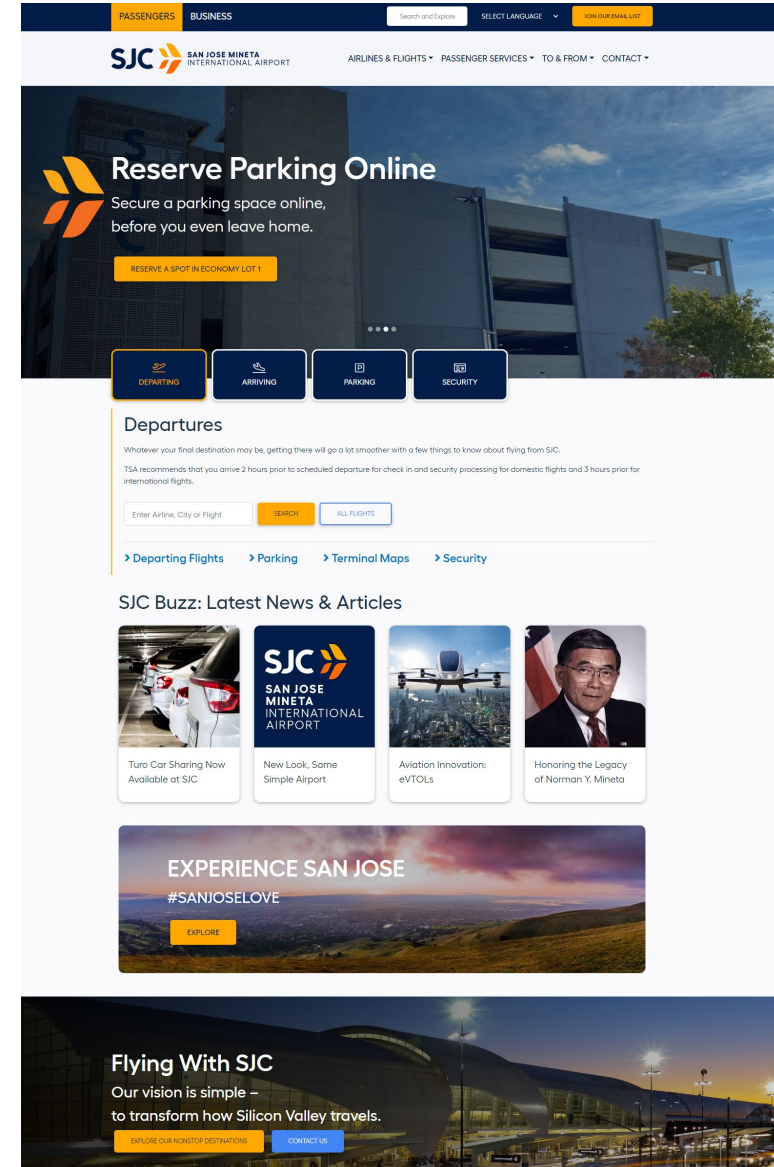 PASSENGERS BUSINESS
Search and Explore
SELECT LANGUAGE
JOIN OUR EMAIL LIST
SJC SAN JOSE MINETA
INTERNATIONAL AIRPORT
AIRLINES & FLIGHTS PASSENGER SERVICES TO & FROM CONTACT
Reserve Parking Online
Secure a parking space online,
before you even leave home.
RESERVE A SPOT IN ECONOMY LOT 1
DEPARTING
ARRIVING
PARKING
SECURITY
Departures
Whatever your final destination may be, getting there will go a lot smoother with a few things to know about flying from SJC.
TSA recommends that you arrive 2 hours prior to scheduled departure for check in and security processing for domestic flights and 3 hours prior for
international flights.
Enter Airline, City or Flight
SEARCH
ALL FLIGHTS
Departing Flights
Parking
Terminal Maps
Security
SJC Buzz: Latest News & Articles
SJC
SAN JOSE
MINETA
INTERNATIONAL
AIRPORT
Turo Car Sharing Now
Available at SJC
New Look, Same
Simple Airport
Aviation Innovation:
eVTOLs
Honoring the Legacy
of Norman Y. Mineta
EXPERIENCE SAN JOSE
#SANJOSELOVE
EXPLORE
Flying With SJC
Our vision is simple –
to transform how Silicon Valley travels.
EXPLORE OUR NONSTOP DESTINATIONS
CONTACT US